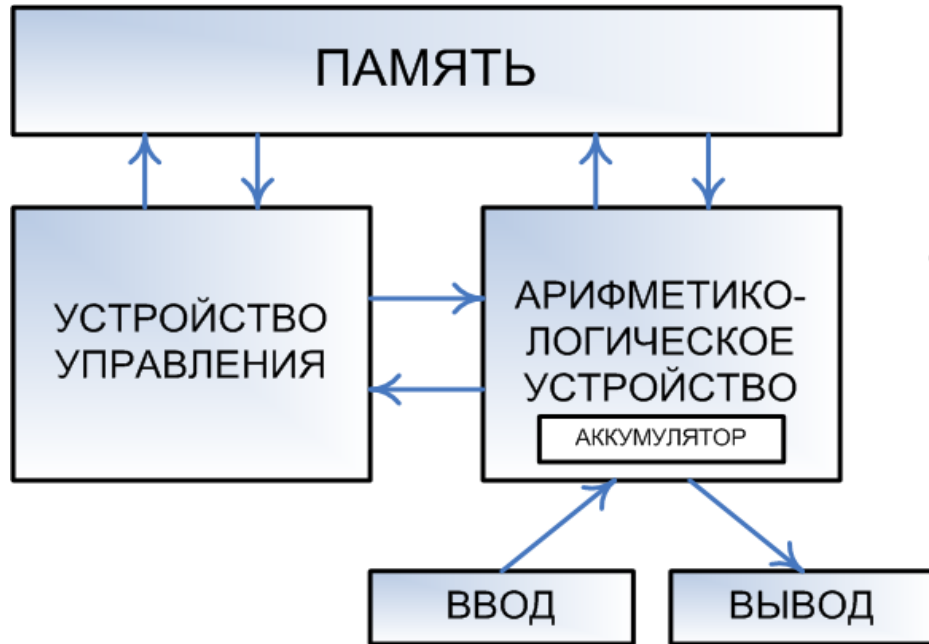 ПАМЯТЬ
УСТРОЙСТВО
УПРАВЛЕНИЯ
АРИФМЕТИКО-
ЛОГИЧЕСКОЕ
УСТРОЙСТВО
АККУМУЛЯТОР
ВВОД
ВЫВОД